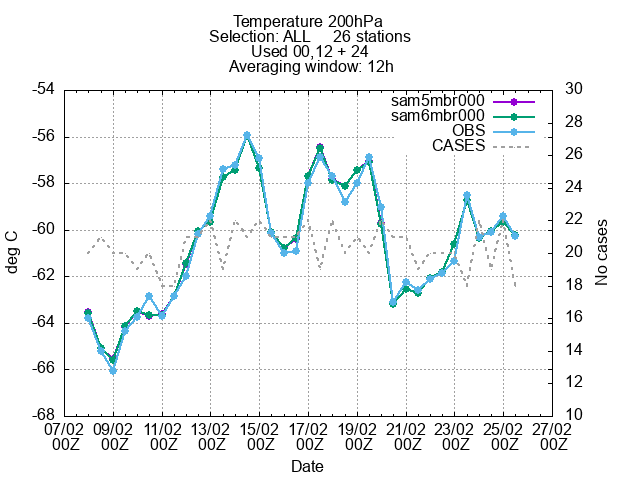 Temperature 200hPa
Selection: ALL 26 stations
Used 00,12 + 24
Averaging window: 12h
sam5mbr000
sam6mbr000
OBS
CASES
-54
-56
-58
-60
-62
-64
-66
-68
deg C
30
28
26
24
22
20
18
16
14
12
10
No cases
07/02 09/02 11/02 13/02 15/02 17/02 19/02 21/02 23/02 25/02 27/02
00Z 00Z 00Z 00Z 00Z 00Z 00Z 00Z 00Z 00Z 00Z
Date